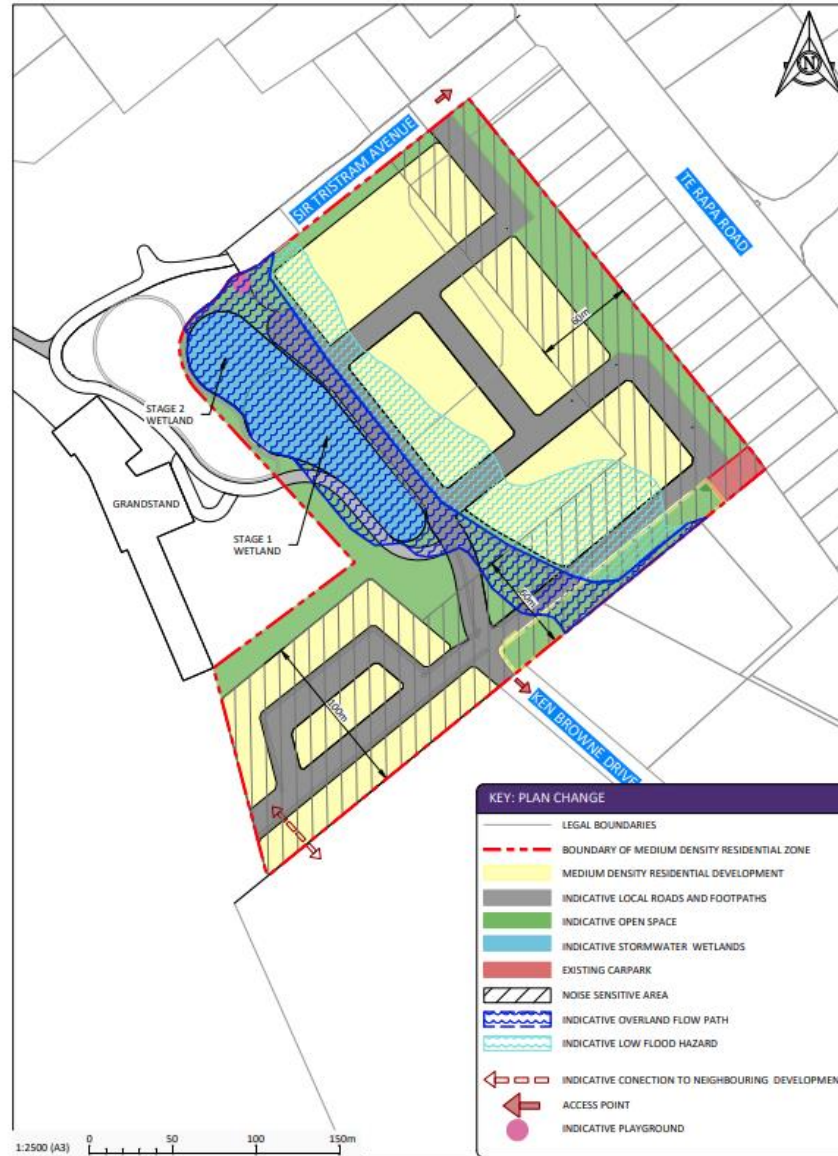 N
SIR TRISTRAM AVENUE
TE RAPA ROAD
60m
STAGE 2
WETLAND
GRANDSTAND
STAGE 1
WETLAND
60m
100m
KEN BROWNE DRIVE
KEY: PLAN CHANGE
LEGAL BOUNDARIES
BOUNDARY OF MEDIUM DENSITY RESIDENTIAL ZONE
MEDIUM DENSITY RESIDENTIAL DEVELOPMENT
INDICATIVE LOCAL ROADS AND FOOTPATHS
INDICATIVE OPEN SPACE
INDICATIVE STORMWATER WETLANDS
EXISTING CARPARK
NOISE SENSITIVE AREA
INDICATIVE OVERLAND FLOW PATH
INDICATIVE LOW FLOOD HAZARD
INDICATIVE CONECTION TO NEIGHBOURING DEVELOPMEN
ACCESS POINT
INDICATIVE PLAYGROUND
1:2500 (A3) 0 50 100 150m